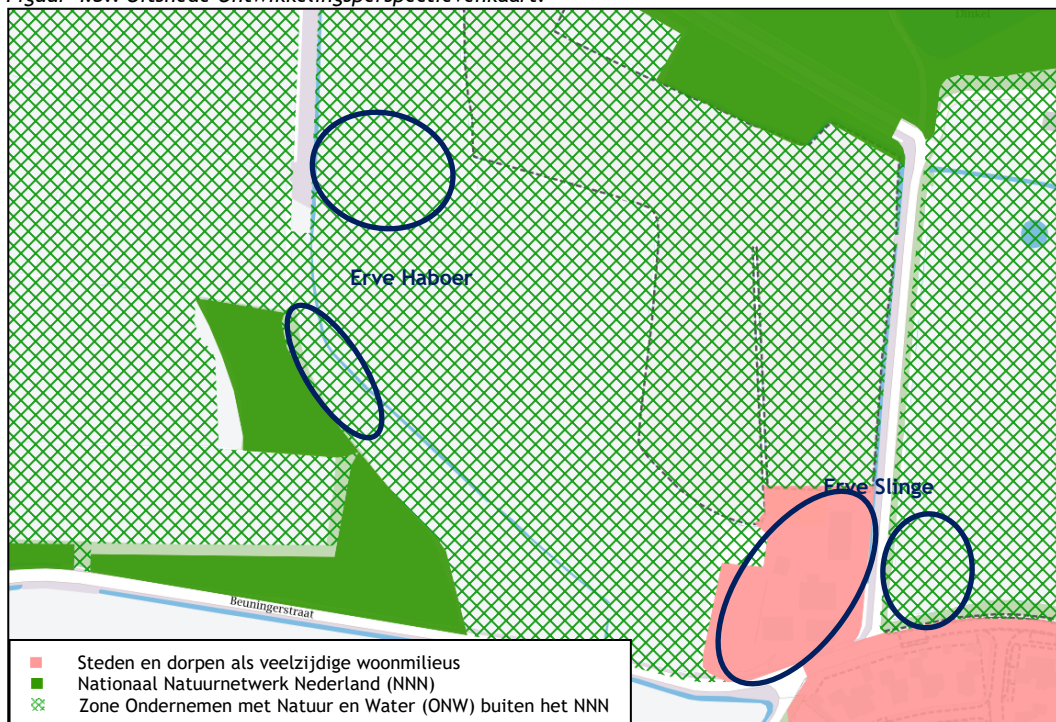 Erve Haboer
Erve Slinge
Beuningerstraat
Steden en dorpen als veelzijdige woonmilieus
Nationaal Natuurnetwerk Nederland (NNN)
Zone Ondernemen met Natuur en Water (ONW) buiten het NNN